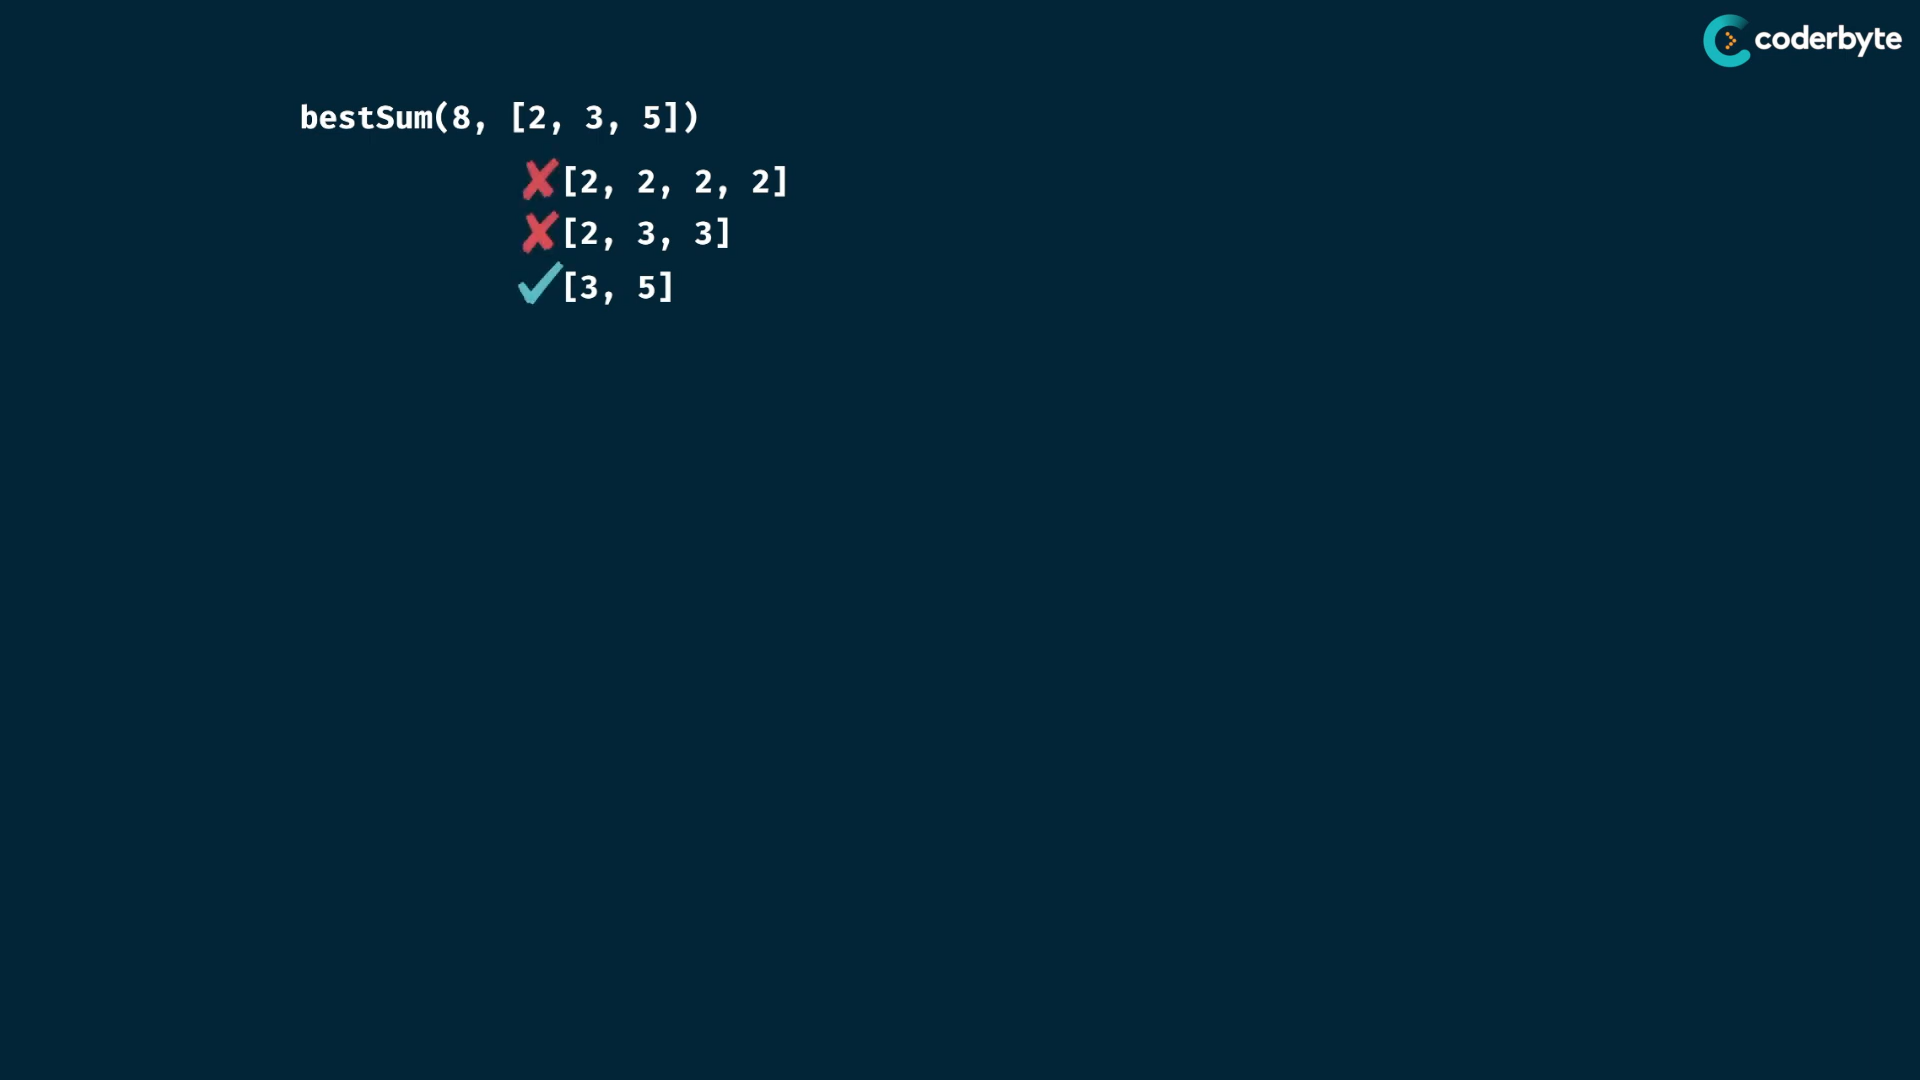 coderbyte
bestSum(8, [2, 3, 5])
[2, 2, 2, 2]
[2, 3, 3]
[3, 5]